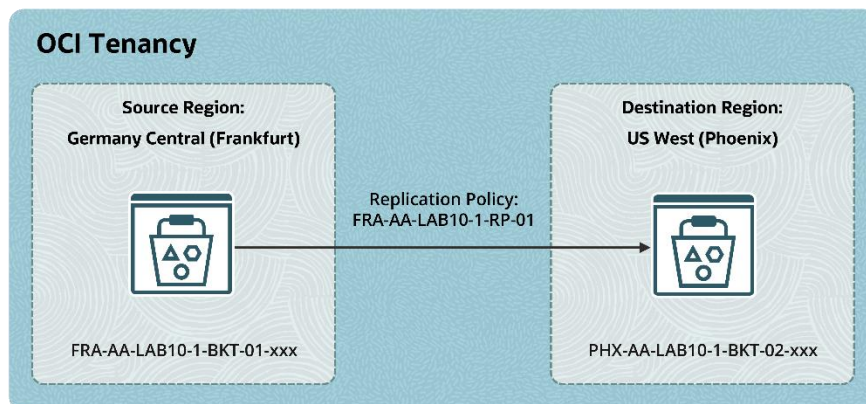 OCI Tenancy
Source Region:
Germany Central (Frankfurt)
Destination Region:
US West (Phoenix)
Replication Policy:
FRA-AA-LAB10-1-RP-01
FRA-AA-LAB10-1-BKT-01-xxx
PHX-AA-LAB10-1-BKT-02-xxx